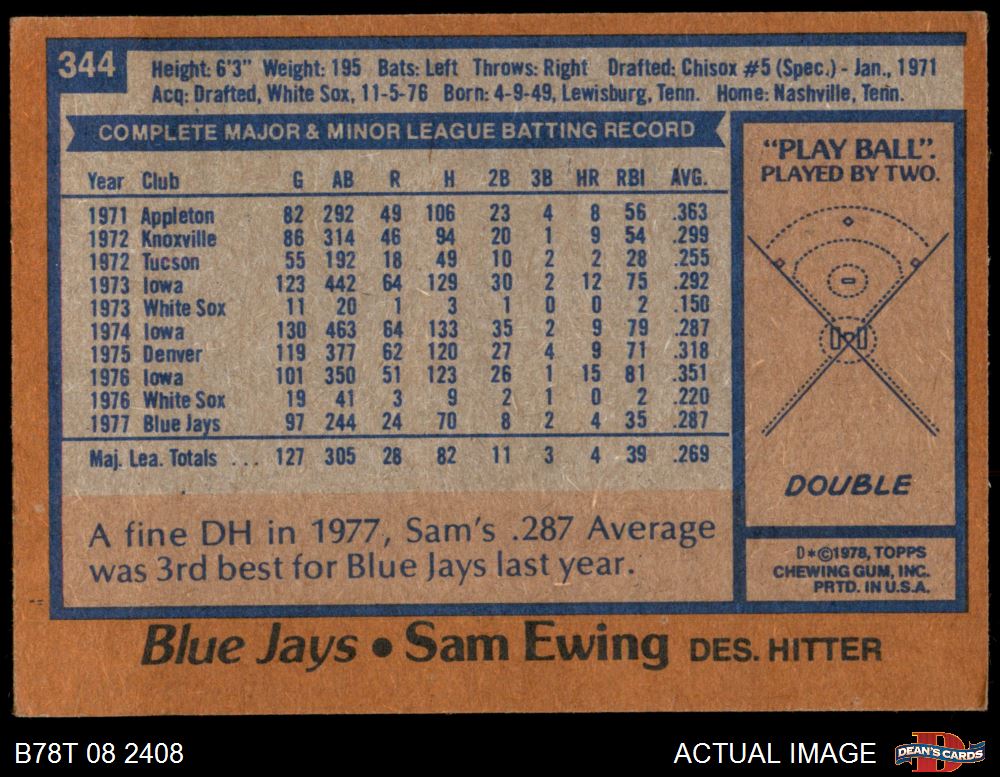 344
Height: 6'3" Weight: 195 Bats: Left Throws: Right Drafted: Chisox #5 (Spec.) - Jan., 1971
Acq: Drafted, White Sox, 11-5-76 Born: 4-9-49, Lewisburg, Tenn. Home: Nashville, Tenn.
COMPLETE MAJOR & MINOR LEAGUE BATTING RECORD
Year Club G AB R H 2B 3B HR RBI AVG.
1971 Appleton 82 292 49 106 23 4 8 56 .363
1972 Knoxville 86 314 46 94 20 1 9 54 .299
1972 Tucson 55 192 18 49 10 2 2 28 .255
1973 Iowa 123 442 64 129 30 2 12 75 .292
1973 White Sox 11 20 1 3 1 0 0 2 .150
1974 Iowa 130 463 64 133 35 2 9 79 .287
1975 Denver 119 377 62 120 27 4 9 71 .318
1976 Iowa 101 350 51 123 26 1 15 81 .351
1976 White Sox 19 41 3 9 2 1 0 2 .220
1977 Blue Jays 97 244 24 70 8 2 4 35 .287
Maj. Lea. Totals ... 127 305 28 82 11 3 4 39 .269
A fine DH in 1977, Sam's .287 Average
was 3rd best for Blue Jays last year.
"PLAY BALL".
PLAYED BY TWO.
DOUBLE
D*©1978, TOPPS
CHEWING GUM, INC.
PRTD. IN U.S.A.
Blue Jays • Sam Ewing DES. HITTER
B78T 08 2408
ACTUAL IMAGE
D
DEAN'S CARDS